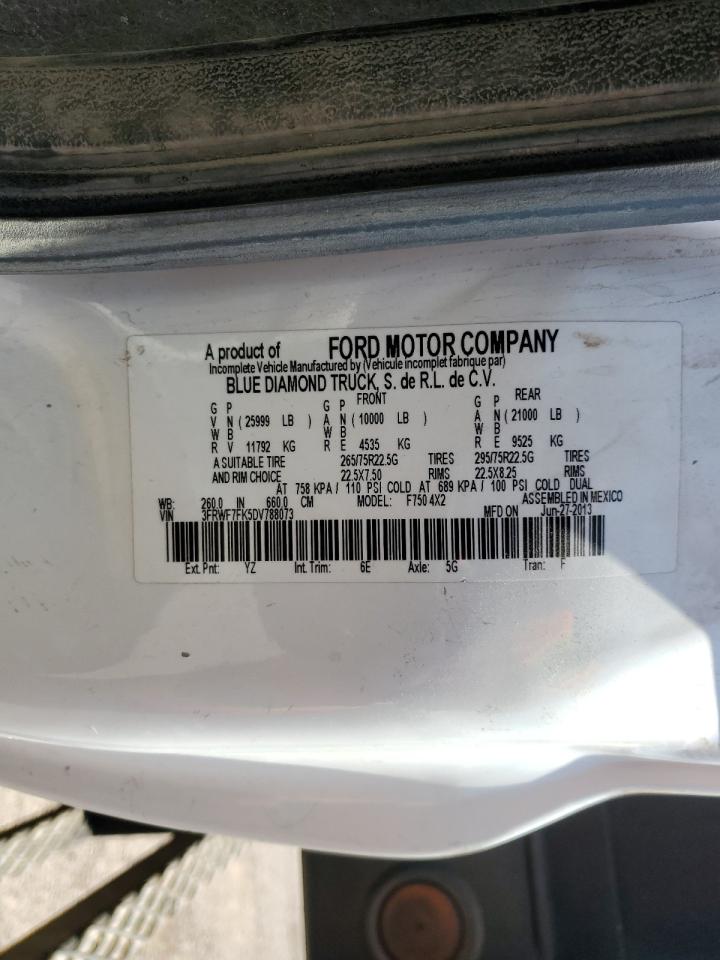 A product of FORD MOTOR COMPANY
Incomplete Vehicle Manufactured by (Vehicule incomplet fabrique par)
BLUE DIAMOND TRUCK, S. de R.L. de C.V.
FRONT REAR
G P G P G P
V N ( 25999 LB ) A N ( 10000 LB ) A N ( 21000 LB )
W B W B W B
R V 11792 KG R E 4535 KG R E 9525 KG
A SUITABLE TIRE 265/75R22.5G TIRES 295/75R22.5G TIRES
AND RIM CHOICE 22.5X7.50 RIMS 22.5X8.25 RIMS
AT 758 KPA / 110 PSI COLD AT 689 KPA / 100 PSI COLD DUAL
WB: 260.0 IN 660.0 CM MODEL: F750 4X2 ASSEMBLED IN MEXICO
VIN 3FRWF7FK5DV788073 MFD ON Jun-27-2013
Ext. Pnt: YZ Int. Trim: 6E Axle: 5G Tran: F